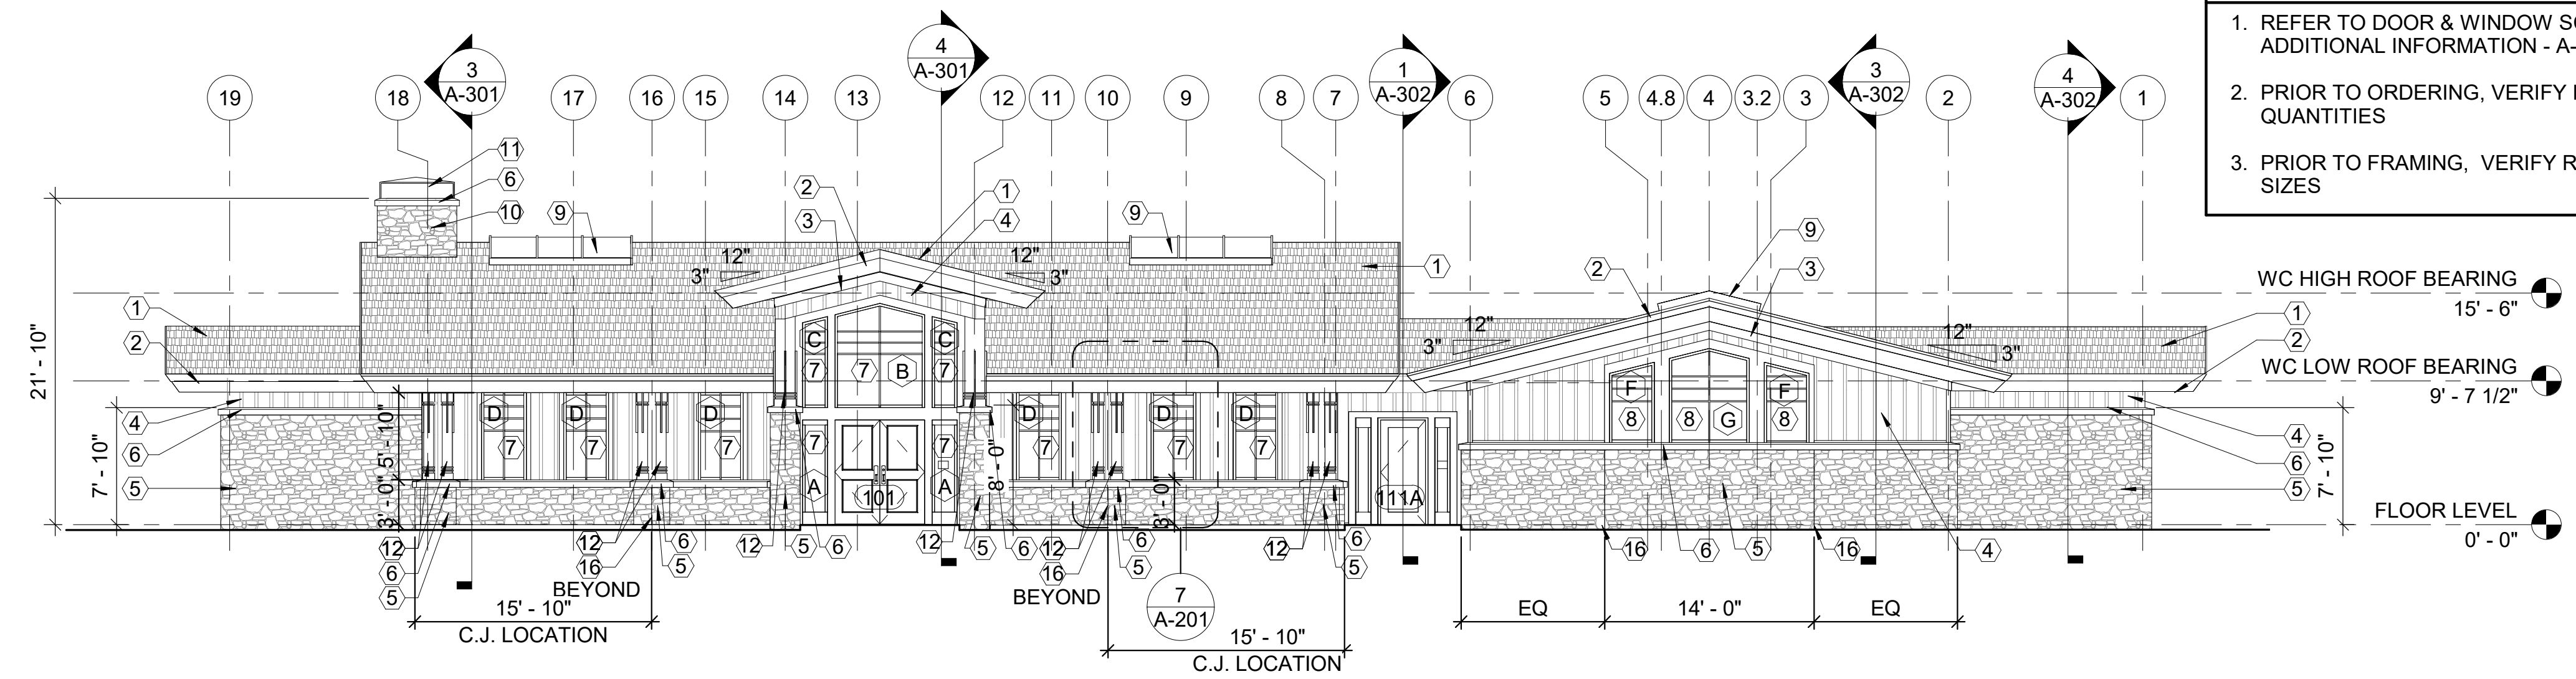 1. REFER TO DOOR & WINDOW
ADDITIONAL INFORMATION - A-
2. PRIOR TO ORDERING, VERIFY
QUANTITIES
3. PRIOR TO FRAMING, VERIFY
SIZES
4
A-301
3
A-301
1
A-302
3
A-302
4
A-302
19 18 17 16 15 14 13 12 11 10 9 8 7 6 5 4.8 4 3.2 3 2 1
11
6
10
9
2
1
3
4
9
9
12"
3"
12"
3"
1
2
3
WC HIGH ROOF BEARING
15' - 6"
1
1
2
12"
3"
12"
3"
2
WC LOW ROOF BEARING
9' - 7 1/2"
21' - 10"
C C
7 7 B 7
F F
8 8 G 8
D D D D D D
7 7 7 7 7 7
4
6
5
7' - 10"
5' - 10"
3' - 0"
7 7
A A
101
8' - 0"
3' - 0"
111A
4
6
5
7' - 10"
FLOOR LEVEL
0' - 0"
12
6
5
12
16
6
5
BEYOND
12 5 6
12 5 6
12
16
6
5
BEYOND
12
6
5
16 6 5 16 4
15' - 10"
C.J. LOCATION
7
A-201
15' - 10"
C.J. LOCATION
EQ 14' - 0" EQ